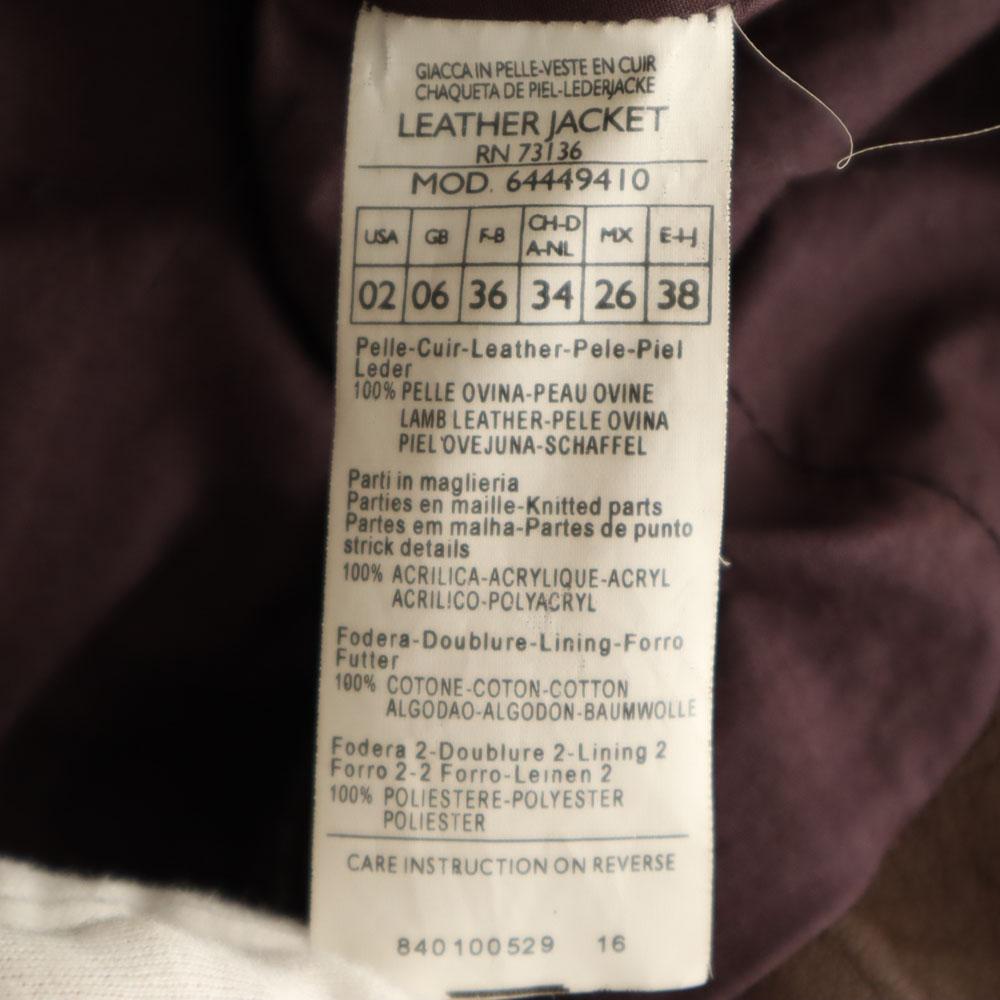 GIACCA IN PELLE-VESTE EN CUIR
CHAQUETA DE PIEL-LEDERJACKE
LEATHER JACKET
RN 73136
MOD. 64449410
USA GB F-B CH-D A-NL MX E-I-J
02 06 36 34 26 38
Pelle-Cuir-Leather-Pele-Piel
Leder
100% PELLE OVINA-PEAU OVINE
LAMB LEATHER-PELE OVINA
PIEL OVEJUNA-SCHAFFEL
Parti in maglieria
Parties en maille-Knitted parts
Partes em malha-Partes de punto
strick details
100% ACRILICA-ACRYLIQUE-ACRYL
ACRILICO-POLYACRYL
Fodera-Doublure-Lining-Forro
Futter
100% COTONE-COTON-COTTON
ALGODAO-ALGODON-BAUMWOLLE
Fodera 2-Doublure 2-Lining 2
Forro 2-2 Forro-Leinen 2
100% POLIESTERE-POLYESTER
POLIESTER
CARE INSTRUCTION ON REVERSE
840100529 16